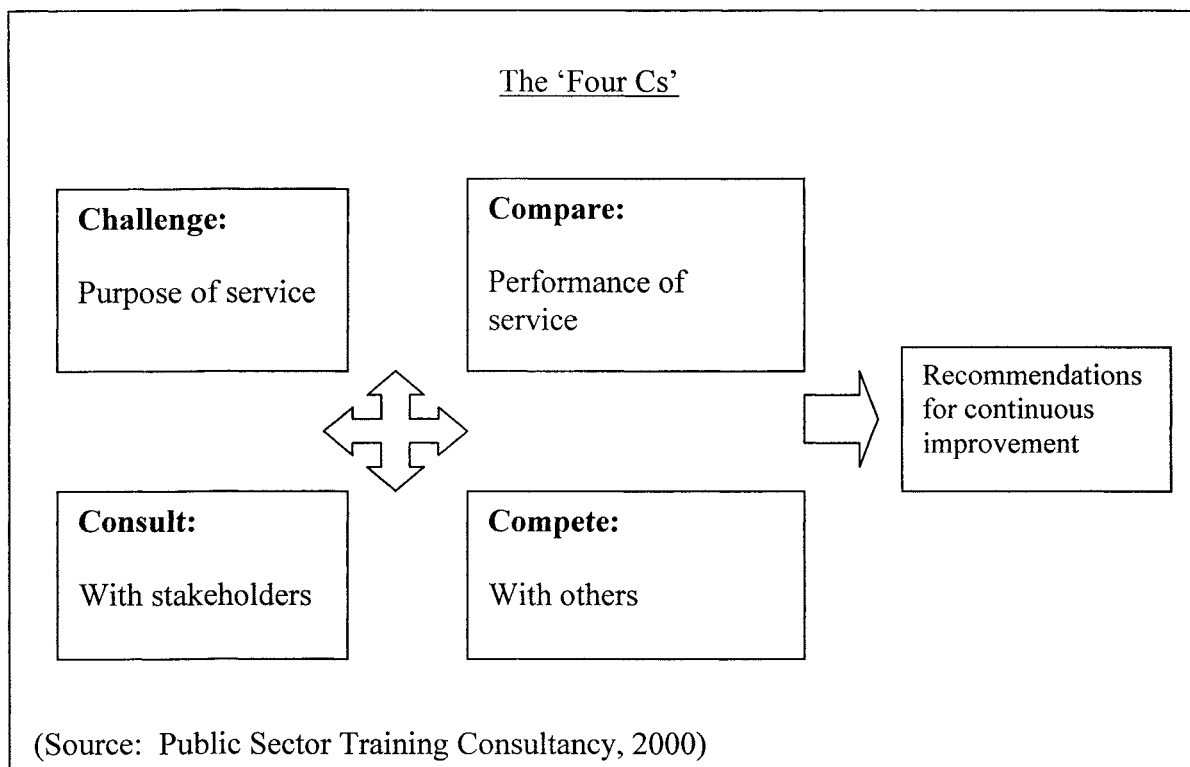 The ‘Four Cs’
Challenge:
Purpose of service
Compare:
Performance of
service
Consult:
With stakeholders
Compete:
With others
Recommendations
for continuous
improvement
(Source: Public Sector Training Consultancy, 2000)